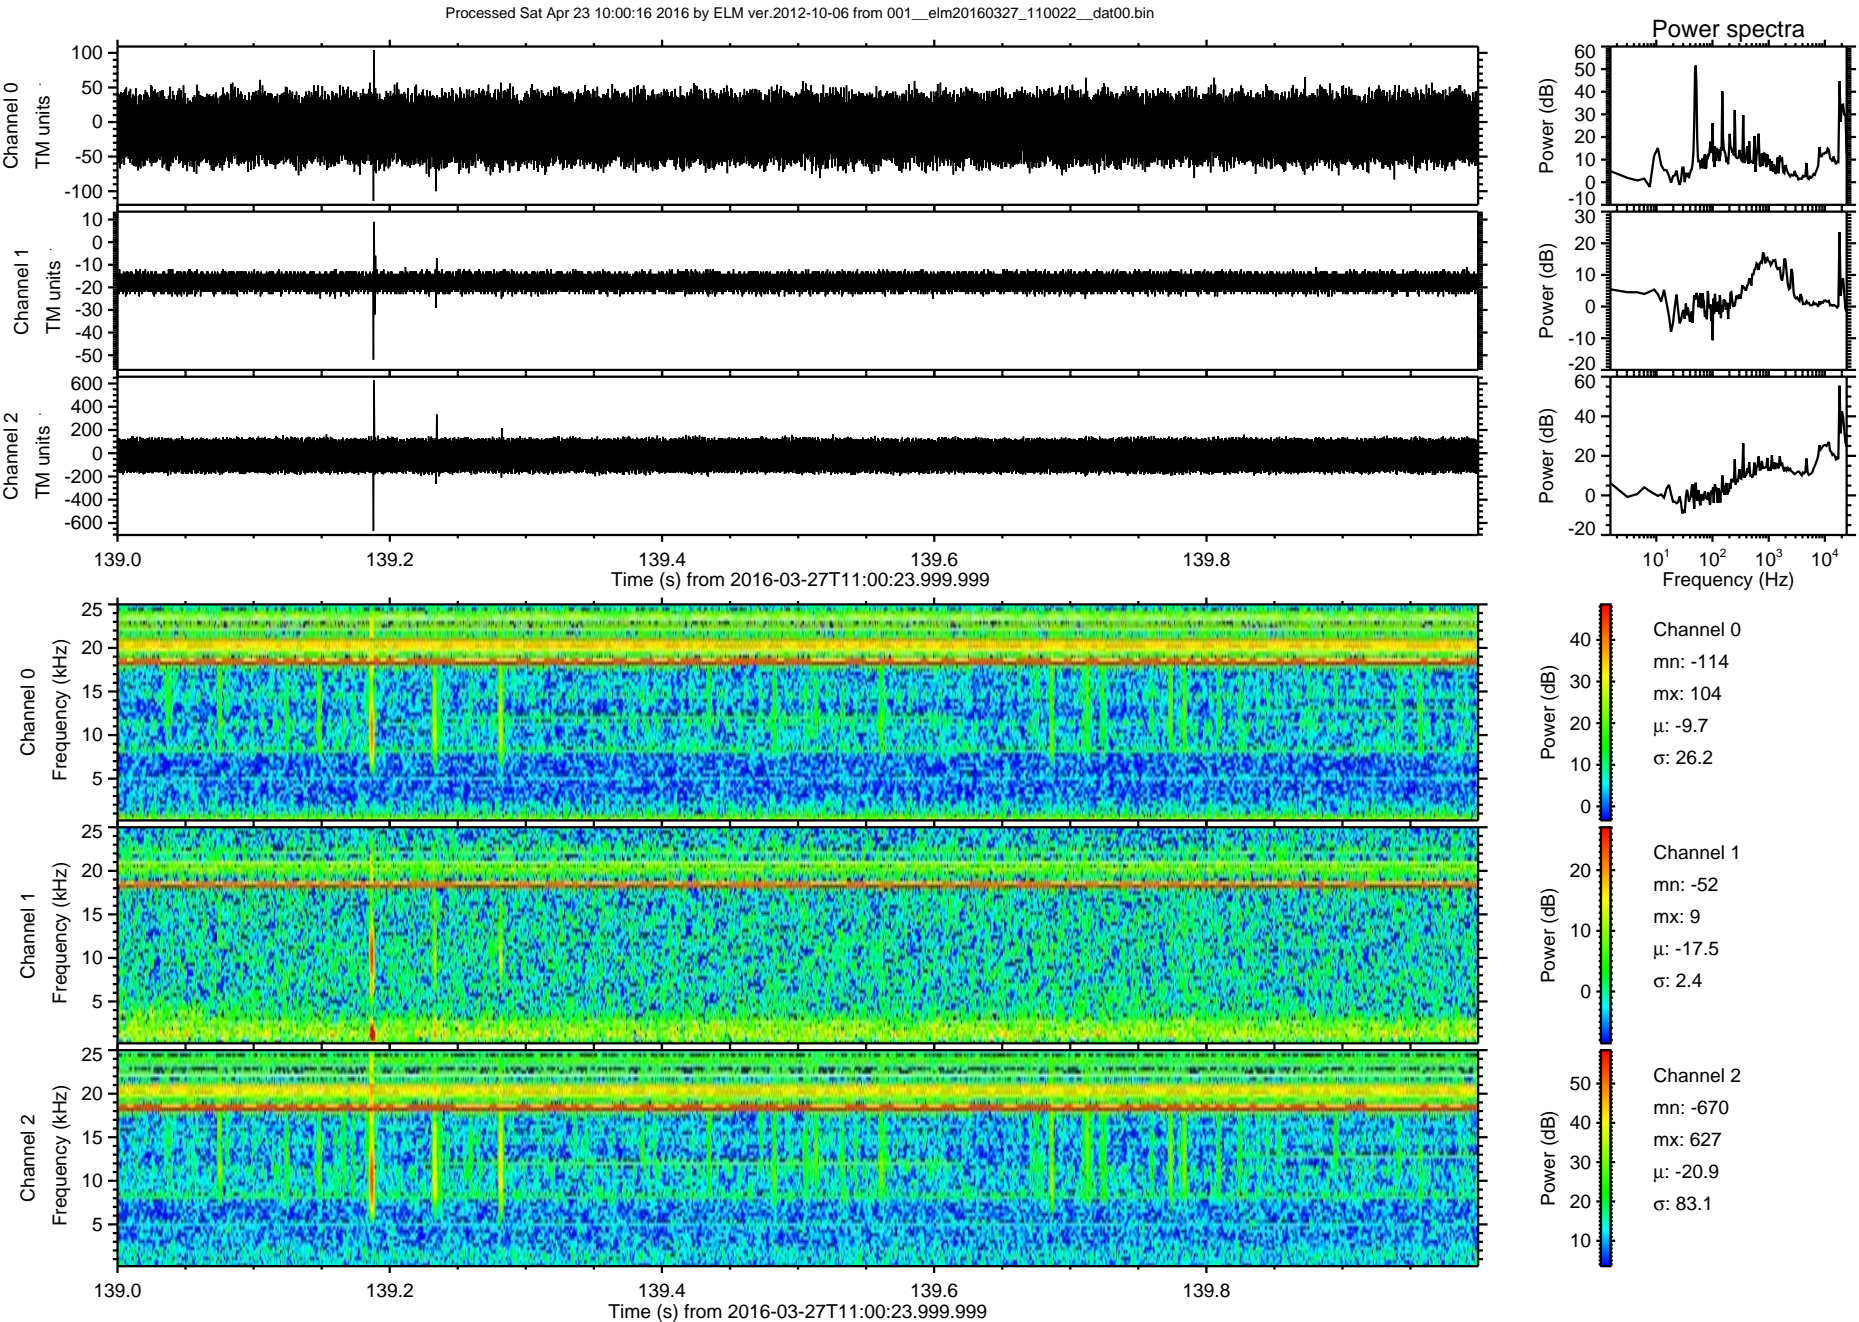 Processed Sat Apr 23 10:00:16 2016 by ELM ver.2012-10-06 from 001__elm20160327_110022__dat00.bin
Power spectra
Channel 0
TM units
100
50
0
-50
-100
Power (dB)
60
50
40
30
20
10
0
-10
Channel 1
TM units
10
0
-10
-20
-30
-40
-50
Power (dB)
30
20
10
0
-10
-20
Channel 2
TM units
600
400
200
0
-200
-400
-600
Power (dB)
60
40
20
0
-20
139.0 139.2 139.4 139.6 139.8
Time (s) from 2016-03-27T11:00:23.999.999
10¹ 10² 10³ 10⁴
Frequency (Hz)
Channel 0
Frequency (kHz)
25
20
15
10
5
Power (dB)
40
30
20
10
0
Channel 0
mn: -114
mx: 104
μ: -9.7
σ: 26.2
Channel 1
Frequency (kHz)
25
20
15
10
5
Power (dB)
20
10
0
Channel 1
mn: -52
mx: 9
μ: -17.5
σ: 2.4
Channel 2
Frequency (kHz)
25
20
15
10
5
Power (dB)
50
40
30
20
10
Channel 2
mn: -670
mx: 627
μ: -20.9
σ: 83.1
139.0 139.2 139.4 139.6 139.8
Time (s) from 2016-03-27T11:00:23.999.999